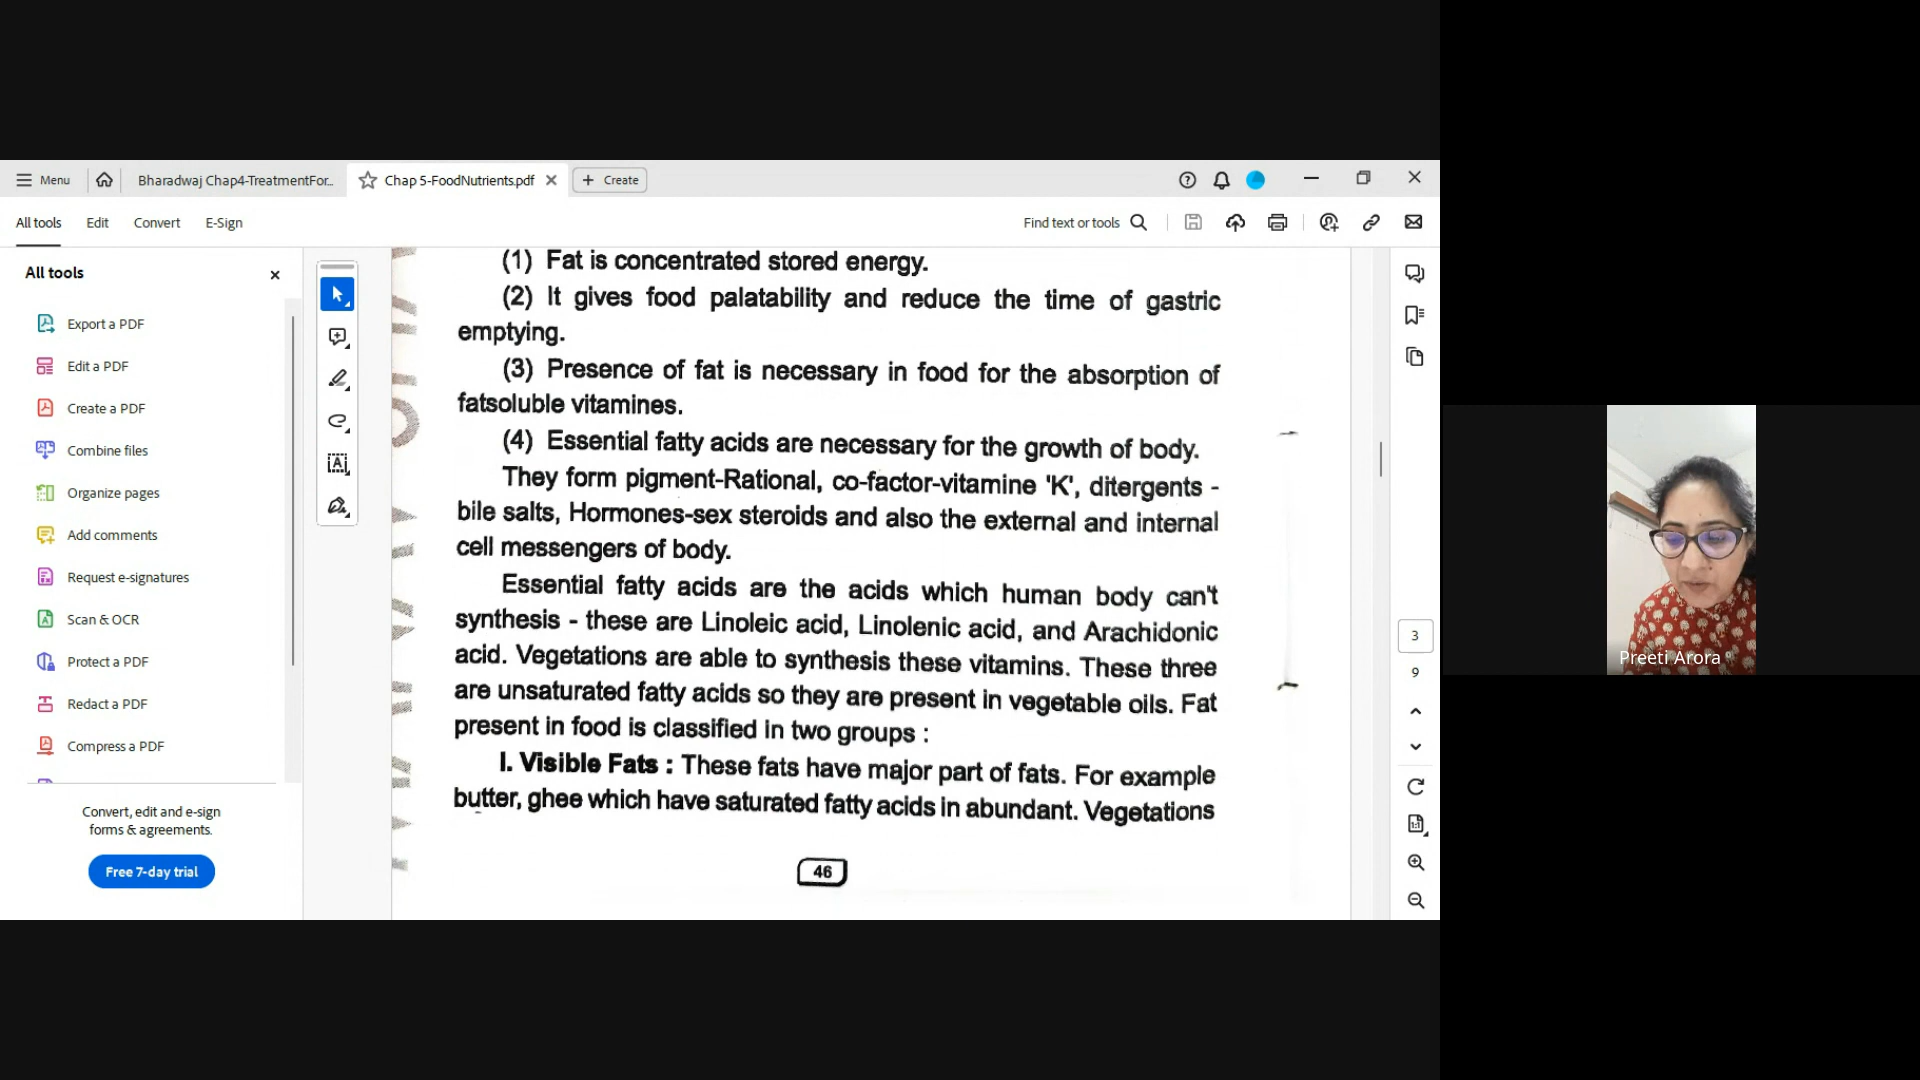 Menu
Bharadwaj Chap4-TreatmentFor...
Chap 5-FoodNutrients.pdf
Create
All tools
Edit
Convert
E-Sign
Find text or tools
All tools
Export a PDF
Edit a PDF
Create a PDF
Combine files
Organize pages
Add comments
Request e-signatures
Scan & OCR
Protect a PDF
Redact a PDF
Compress a PDF
Convert, edit and e-sign
forms & agreements.
Free 7-day trial
(1) Fat is concentrated stored energy.
(2) It gives food palatability and reduce the time of gastric
emptying.
(3) Presence of fat is necessary in food for the absorption of
fatsoluble vitamines.
(4) Essential fatty acids are necessary for the growth of body.
They form pigment-Rational, co-factor-vitamine 'K', ditergents -
bile salts, Hormones-sex steroids and also the external and internal
cell messengers of body.
Essential fatty acids are the acids which human body can't
synthesis - these are Linoleic acid, Linolenic acid, and Arachidonic
acid. Vegetations are able to synthesis these vitamins. These three
are unsaturated fatty acids so they are present in vegetable oils. Fat
present in food is classified in two groups :
I. Visible Fats : These fats have major part of fats. For example
butter, ghee which have saturated fatty acids in abundant. Vegetations
46
3
9
Preeti Arora